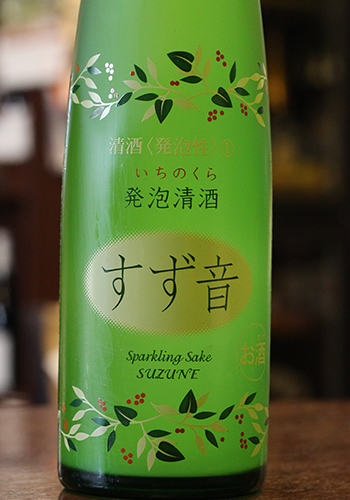 清酒〈発泡性〉①
いちのくら
発泡清酒
すず音
Sparkling Sake
SUZUNE
お酒